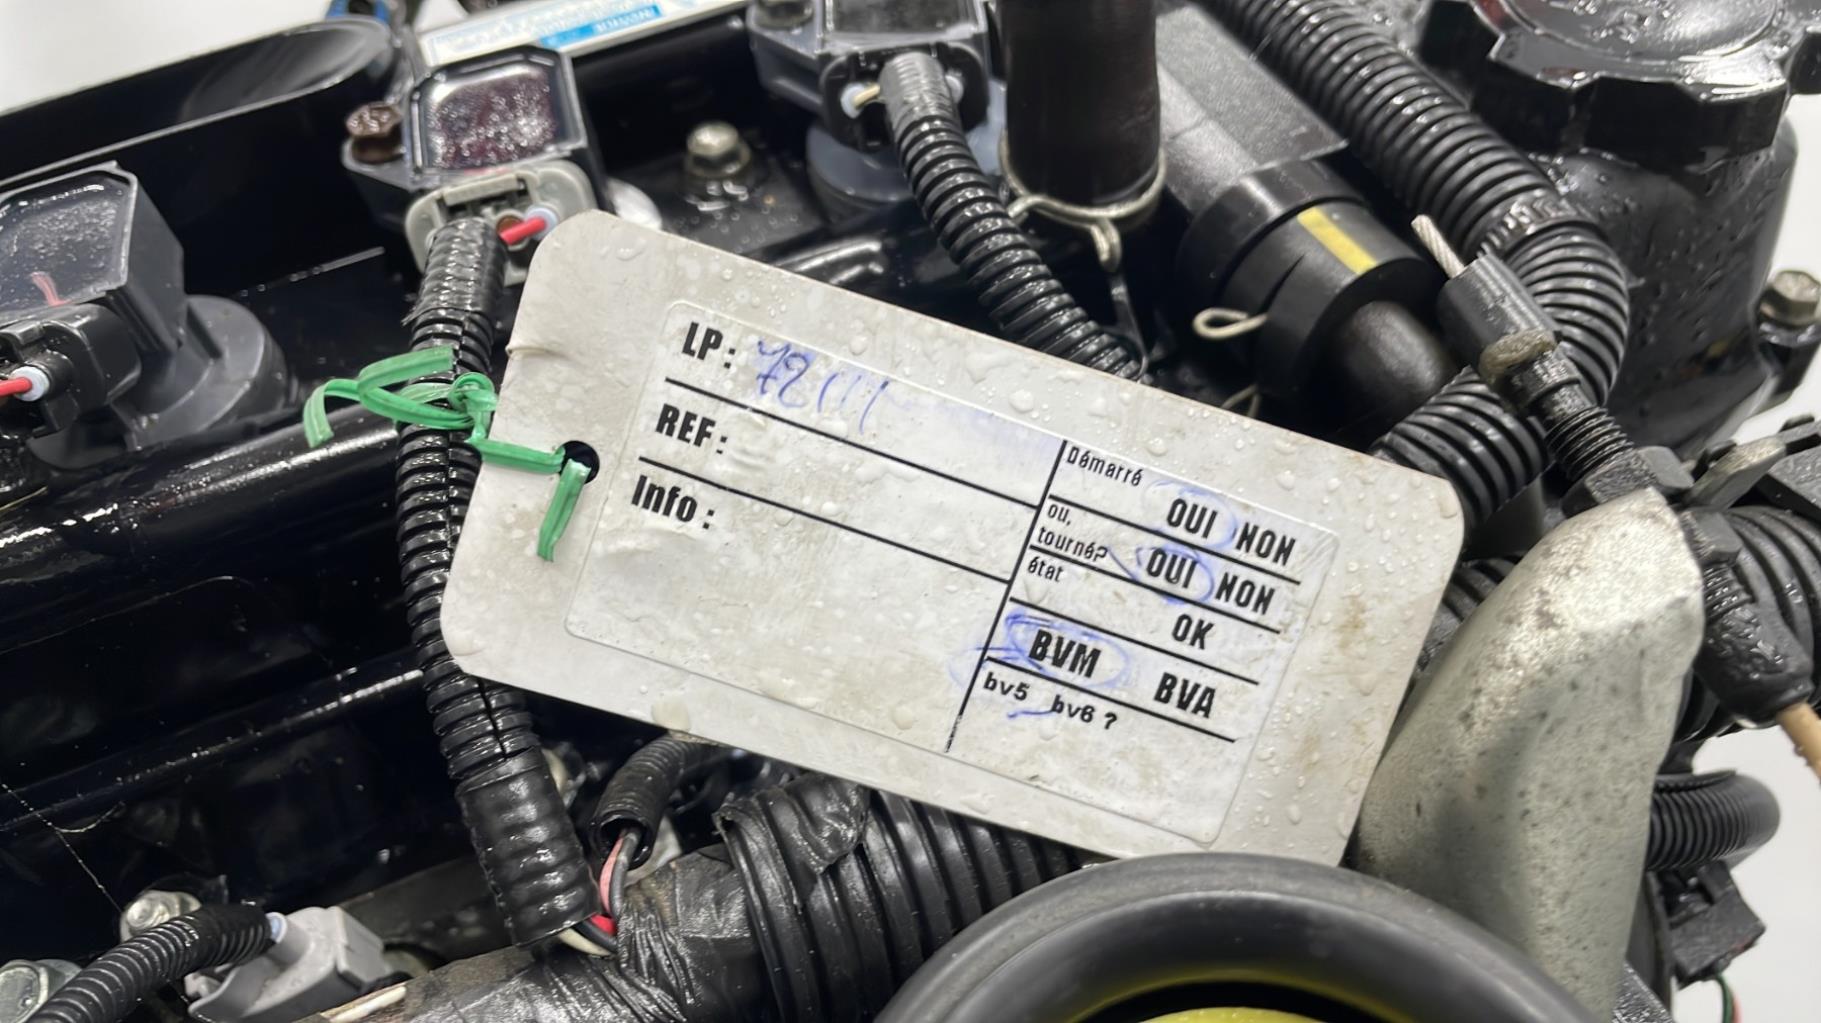 LP: 72111
REF:
Info:
Démarré
OUI NON
ou,
tourné?
OUI NON
état
OK
BVM BVA
bv5 bv6 ?